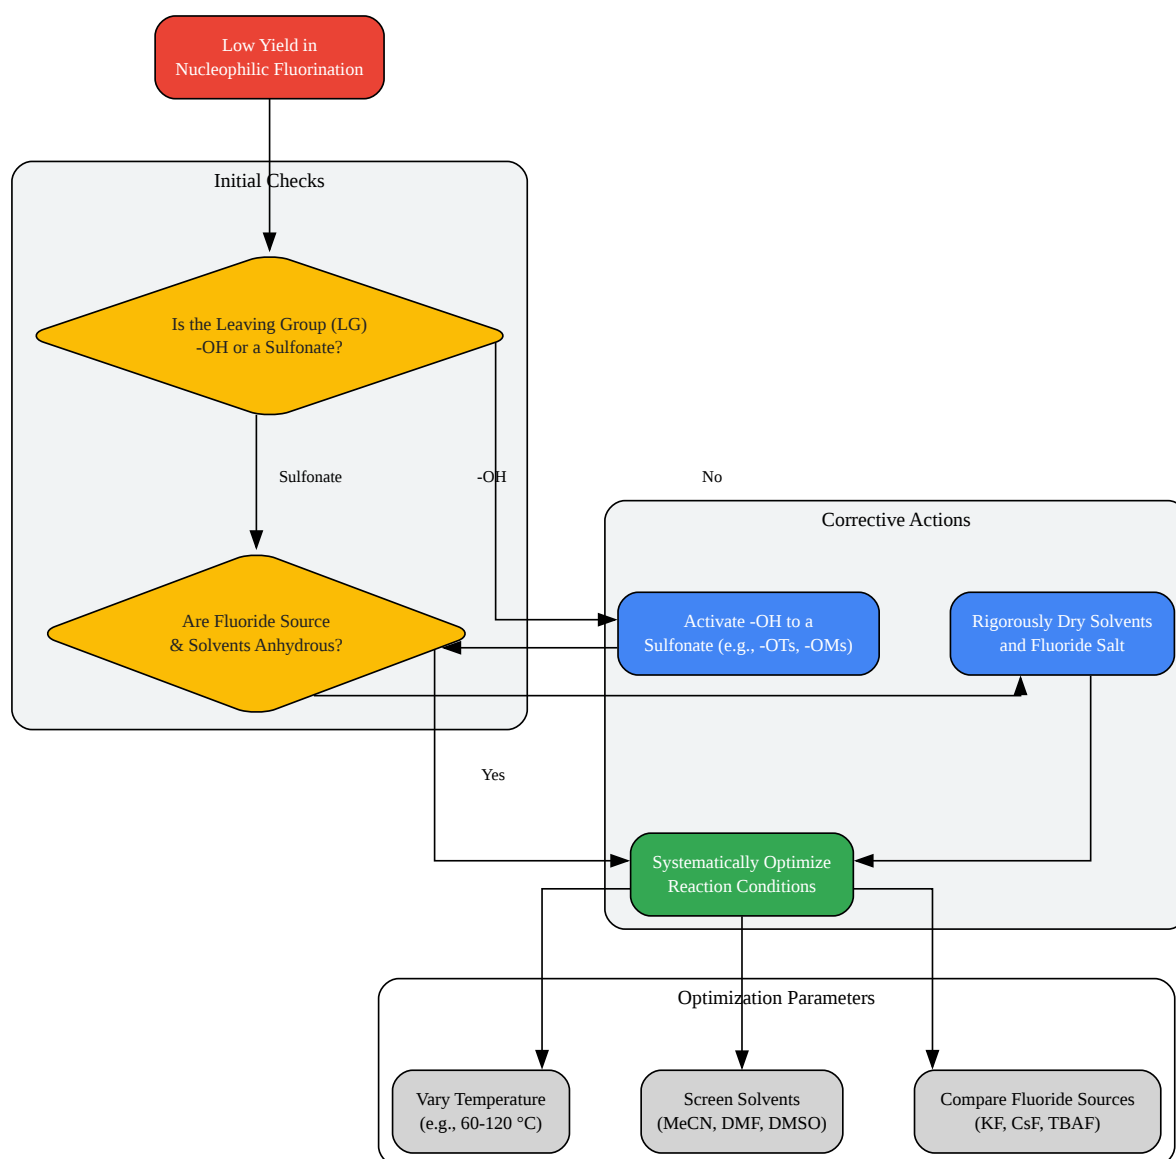 Low Yield in
Nucleophilic Fluorination
Initial Checks
Is the Leaving Group (LG)
-OH or a Sulfonate?
Sulfonate
-OH
No
Corrective Actions
Are Fluoride Source
& Solvents Anhydrous?
Activate -OH to a
Sulfonate (e.g., -OTs, -OMs)
Rigorously Dry Solvents
and Fluoride Salt
Yes
Systematically Optimize
Reaction Conditions
Optimization Parameters
Vary Temperature
(e.g., 60-120 °C)
Screen Solvents
(MeCN, DMF, DMSO)
Compare Fluoride Sources
(KF, CsF, TBAF)